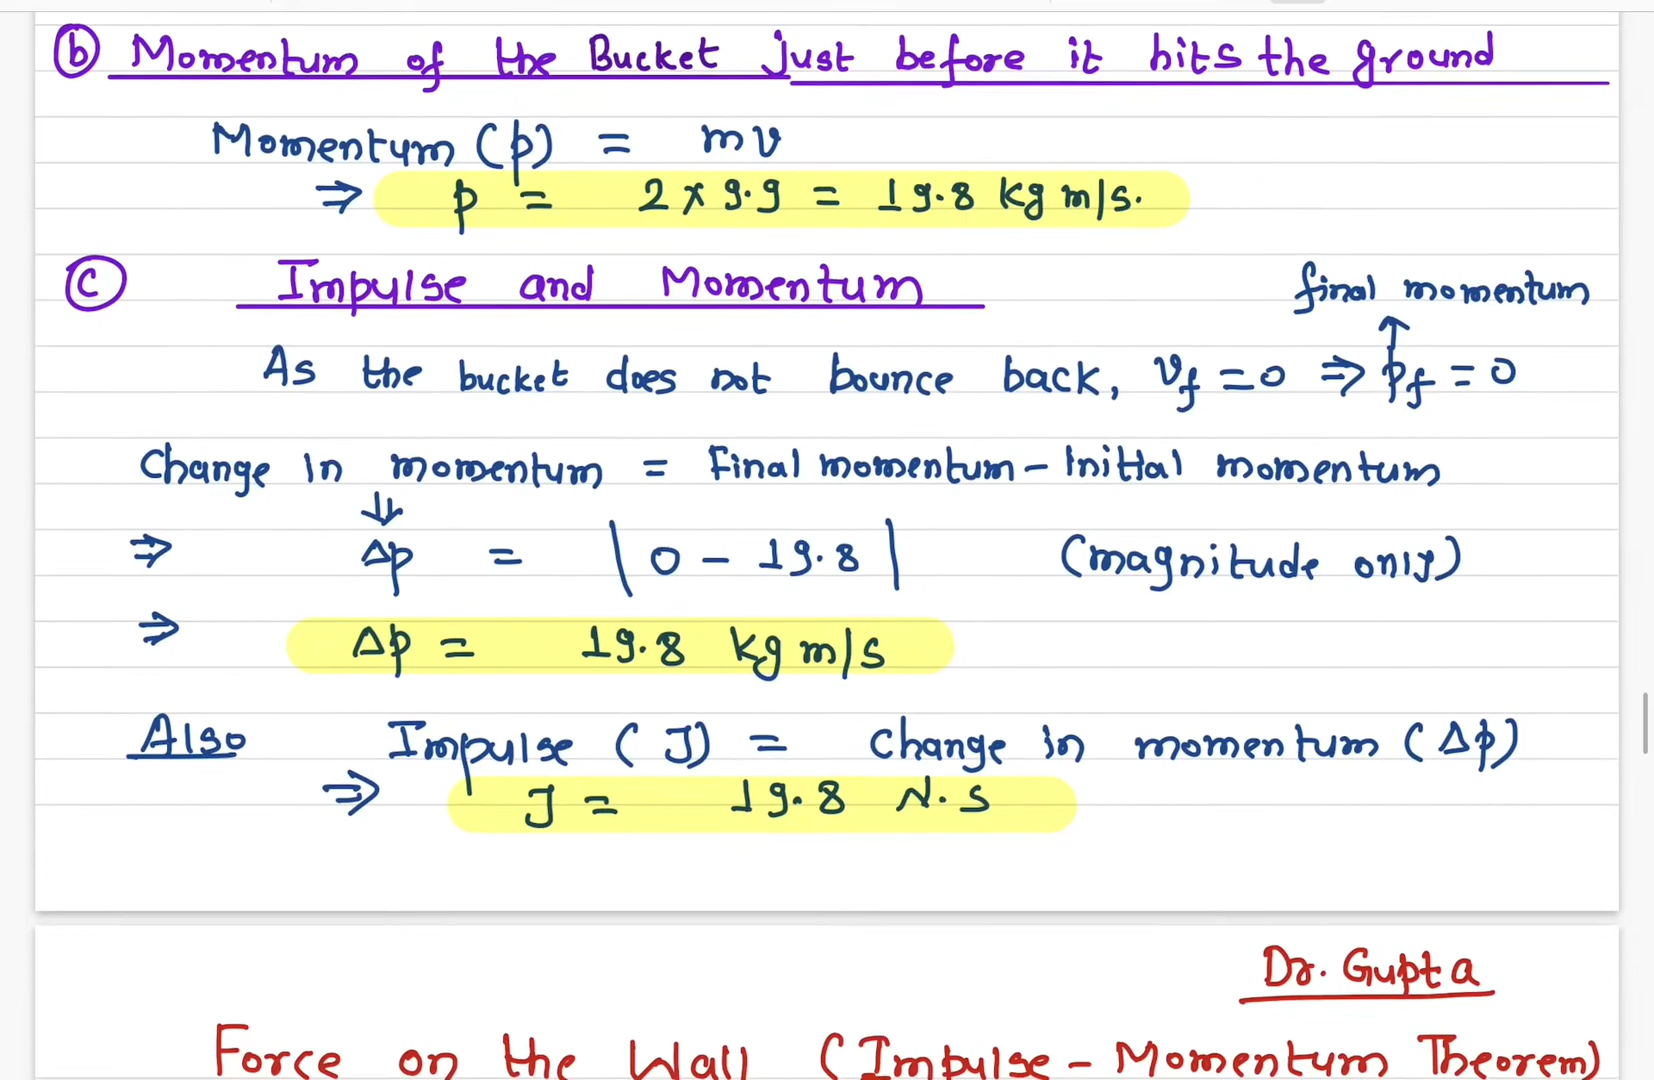 (b) Momentum of the Bucket just before it hits the ground
Momentum (p) = mv
⇒ p = 2 × 9.9 = 19.8 kg m/s.
(c) Impulse and Momentum
final momentum
↑
As the bucket does not bounce back, vf = 0 ⇒ pf = 0
Change in momentum = Final momentum - Initial momentum
⇓
⇒ Δp = | 0 - 19.8 | (magnitude only)
⇒ Δp = 19.8 kg m/s
Also Impulse (J) = Change in momentum (Δp)
⇒ J = 19.8 N.s
Dr. Gupta
Force on the Wall (Impulse - Momentum Theorem)